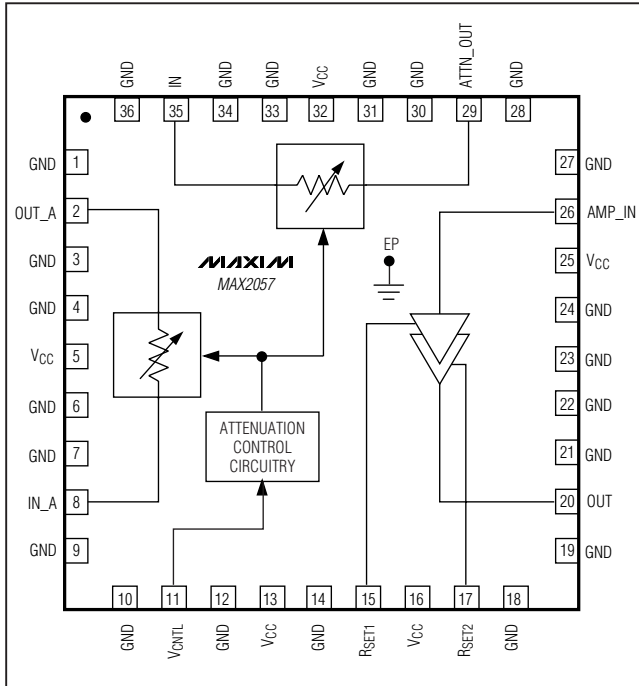 GND
IN
GND
GND
VCC
GND
GND
ATTN_OUT
GND
36
35
34
33
32
31
30
29
28
GND 1
OUT_A 2
GND 3
GND 4
VCC 5
GND 6
GND 7
IN_A 8
GND 9
MAXIM
MAX2057
EP
ATTENUATION
CONTROL
CIRCUITRY
27 GND
26 AMP_IN
25 VCC
24 GND
23 GND
22 GND
21 GND
20 OUT
19 GND
10
11
12
13
14
15
16
17
18
GND
VCNTL
GND
VCC
GND
RSET1
VCC
RSET2
GND